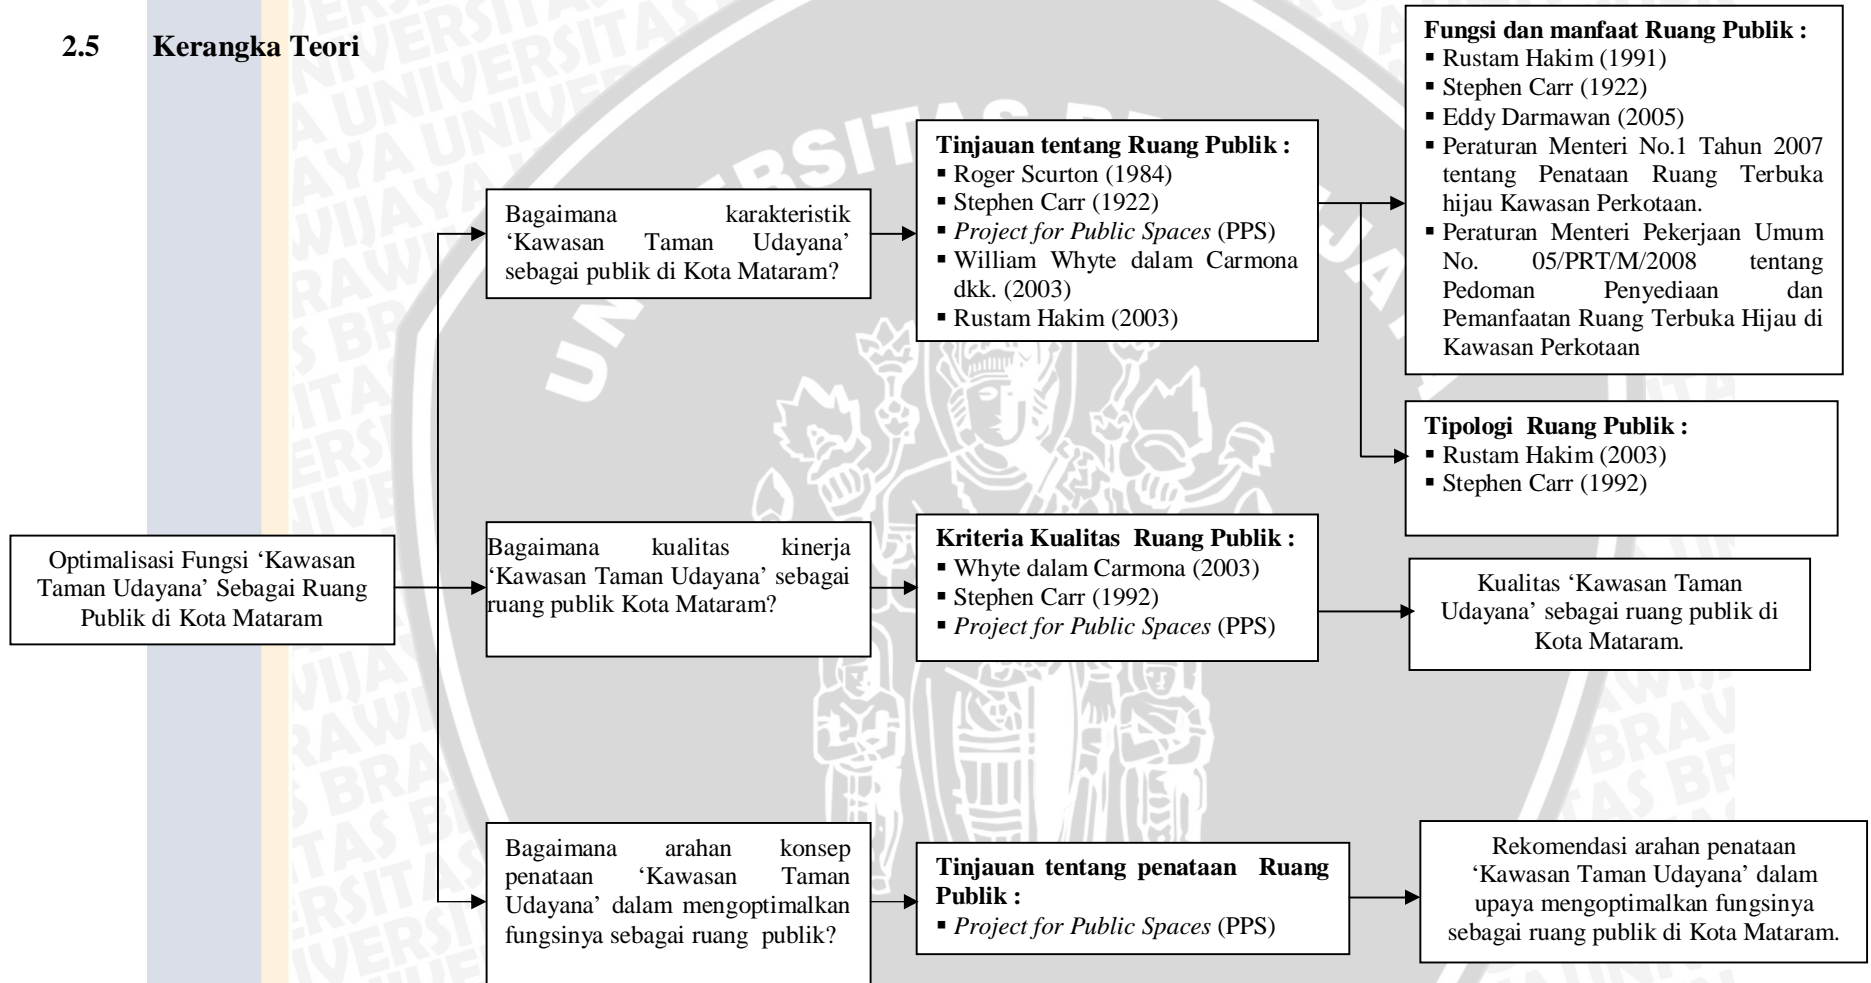 2.5 Kerangka Teori
Optimalisasi Fungsi ‘Kawasan
Taman Udayana’ Sebagai Ruang
Publik di Kota Mataram
Bagaimana karakteristik
‘Kawasan Taman Udayana’
sebagai publik di Kota Mataram?
Tinjauan tentang Ruang Publik :
▪ Roger Scurton (1984)
▪ Stephen Carr (1922)
▪ Project for Public Spaces (PPS)
▪ William Whyte dalam Carmona
dkk. (2003)
▪ Rustam Hakim (2003)
Fungsi dan manfaat Ruang Publik :
▪ Rustam Hakim (1991)
▪ Stephen Carr (1922)
▪ Eddy Darmawan (2005)
▪ Peraturan Menteri No.1 Tahun 2007
tentang Penataan Ruang Terbuka
hijau Kawasan Perkotaan.
▪ Peraturan Menteri Pekerjaan Umum
No. 05/PRT/M/2008 tentang
Pedoman Penyediaan dan
Pemanfaatan Ruang Terbuka Hijau di
Kawasan Perkotaan
Tipologi Ruang Publik :
▪ Rustam Hakim (2003)
▪ Stephen Carr (1992)
Bagaimana kualitas kinerja
‘Kawasan Taman Udayana’ sebagai
ruang publik Kota Mataram?
Kriteria Kualitas Ruang Publik :
▪ Whyte dalam Carmona (2003)
▪ Stephen Carr (1992)
▪ Project for Public Spaces (PPS)
Kualitas ‘Kawasan Taman
Udayana’ sebagai ruang publik di
Kota Mataram.
Bagaimana arahan konsep
penataan ‘Kawasan Taman
Udayana’ dalam mengoptimalkan
fungsinya sebagai ruang publik?
Tinjauan tentang penataan Ruang
Publik :
▪ Project for Public Spaces (PPS)
Rekomendasi arahan penataan
‘Kawasan Taman Udayana’ dalam
upaya mengoptimalkan fungsinya
sebagai ruang publik di Kota Mataram.